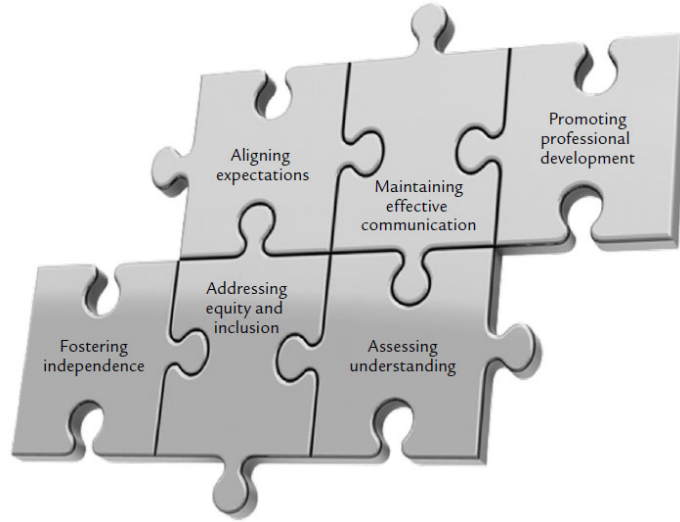 Aligning
expectations
Maintaining
effective
communication
Promoting
professional
development
Fostering
independence
Addressing
equity and
inclusion
Assessing
understanding